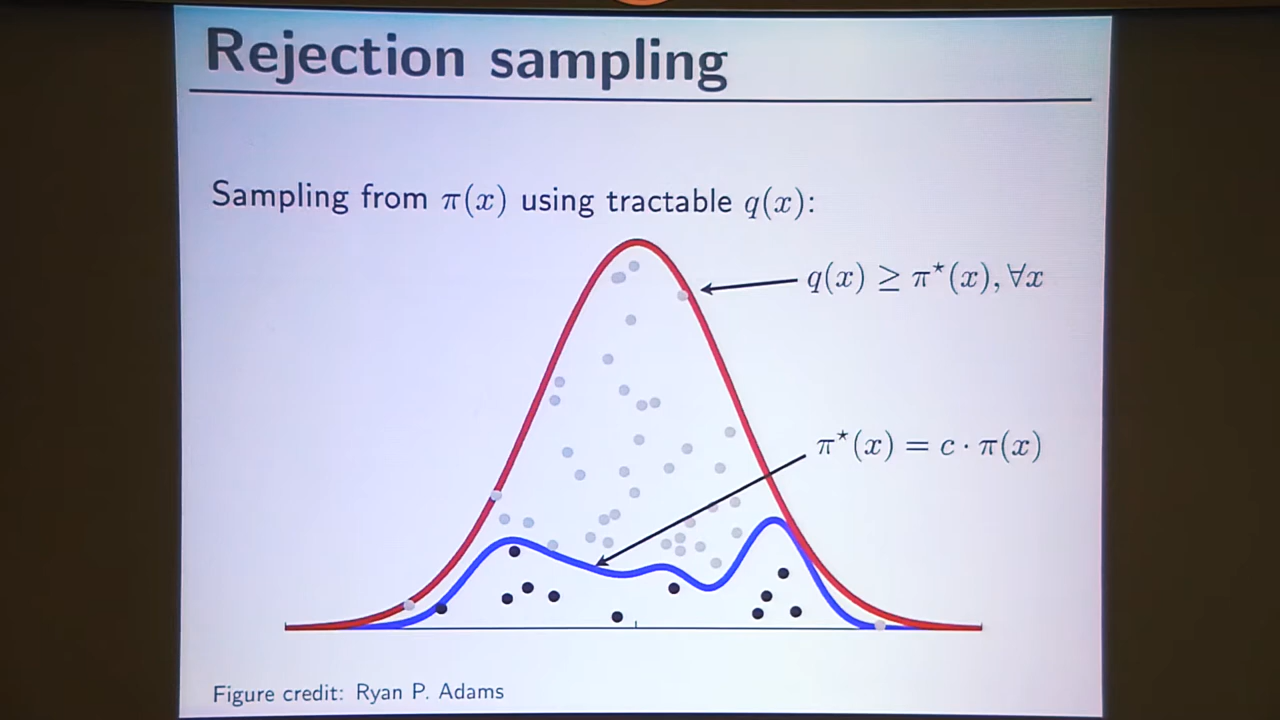 Rejection sampling
Sampling from π(x) using tractable q(x):
q(x) ≥ π⋆(x), ∀x
π⋆(x) = c · π(x)
Figure credit: Ryan P. Adams